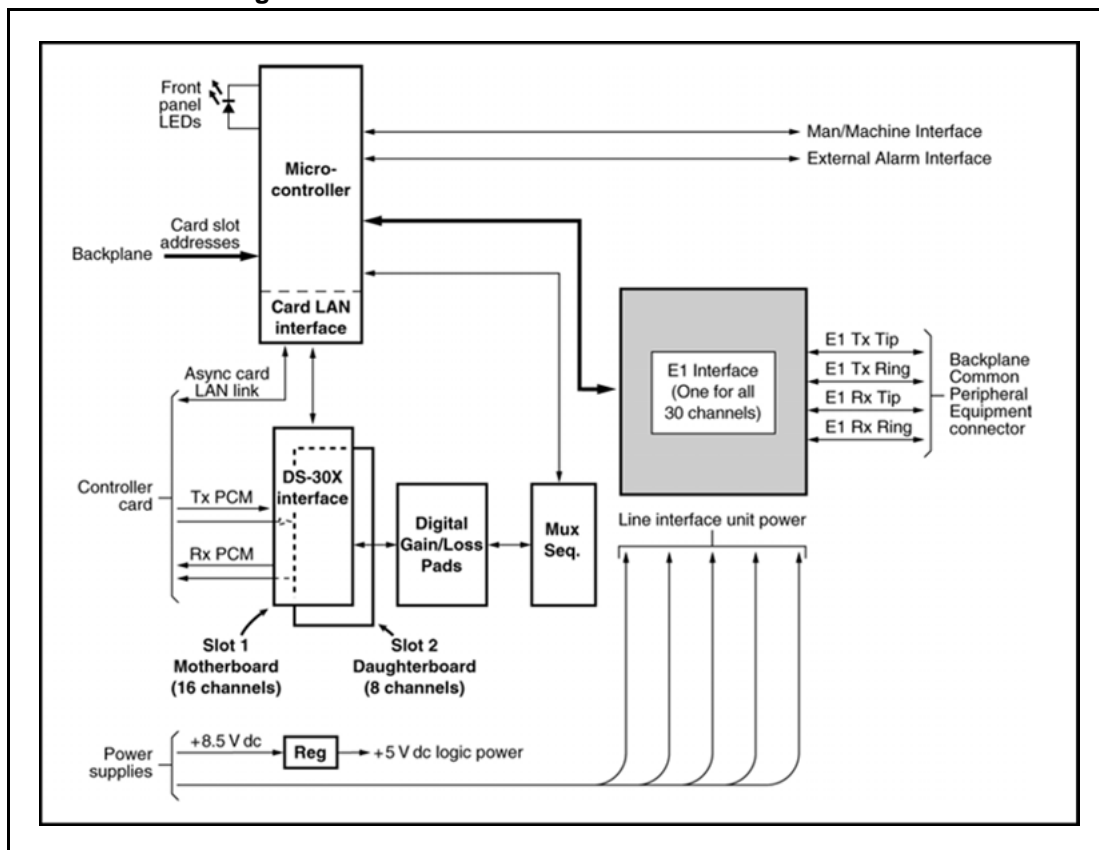 Front
panel
LEDs
Micro-
controller
Man/Machine Interface
External Alarm Interface
Card slot
addresses
Backplane
Card LAN
interface
Async card
LAN link
E1 Interface
(One for all
30 channels)
E1 Tx Tip
E1 Tx Ring
E1 Rx Tip
E1 Rx Ring
Backplane
Common
Peripheral
Equipment
connector
Controller
card
Tx PCM
Rx PCM
DS-30X
interface
Digital
Gain/Loss
Pads
Mux
Seq.
Line interface unit power
Slot 1
Motherboard
(16 channels)
Slot 2
Daughterboard
(8 channels)
Power
supplies
+8.5 V dc
Reg
+5 V dc logic power